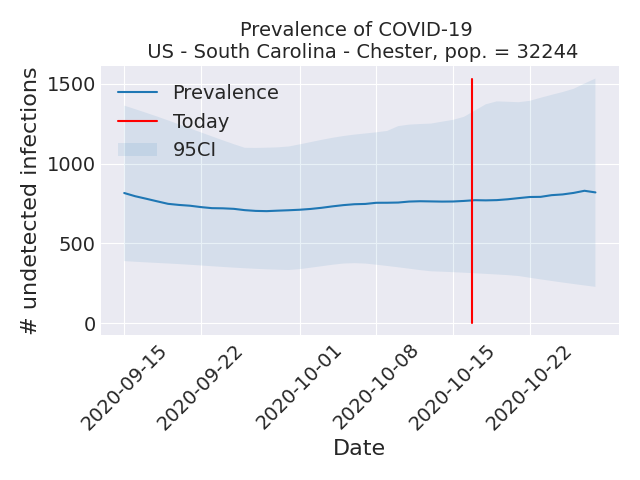 Prevalence of COVID-19
US - South Carolina - Chester, pop. = 32244
# undetected infections
1500
1000
500
0
Prevalence
Today
95CI
2020-09-15
2020-09-22
2020-10-01
2020-10-08
2020-10-15
2020-10-22
Date